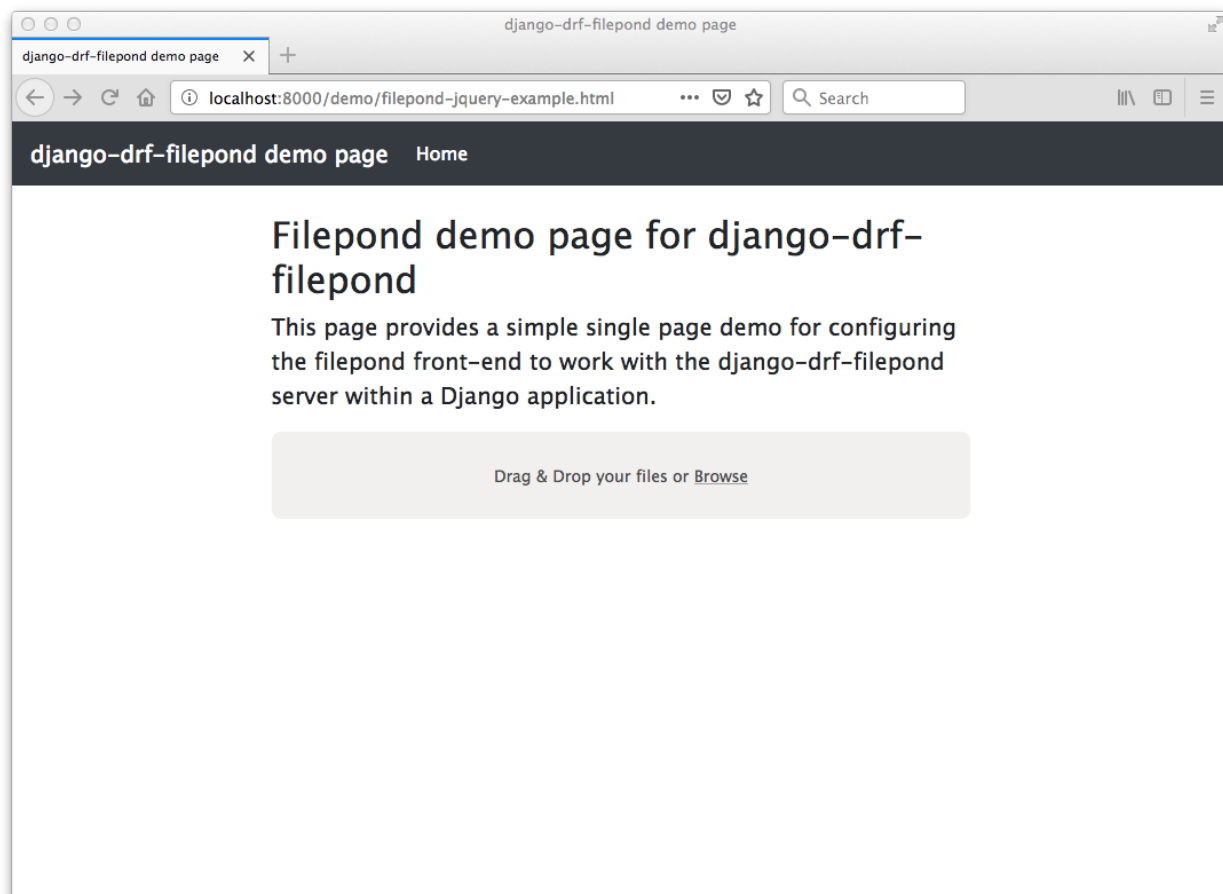 django-drf-filepond demo page
django-drf-filepond demo page
localhost:8000/demo/filepond-jquery-example.html Search
django-drf-filepond demo page Home
Filepond demo page for django-drf-
filepond
This page provides a simple single page demo for configuring
the filepond front-end to work with the django-drf-filepond
server within a Django application.
Drag & Drop your files or Browse